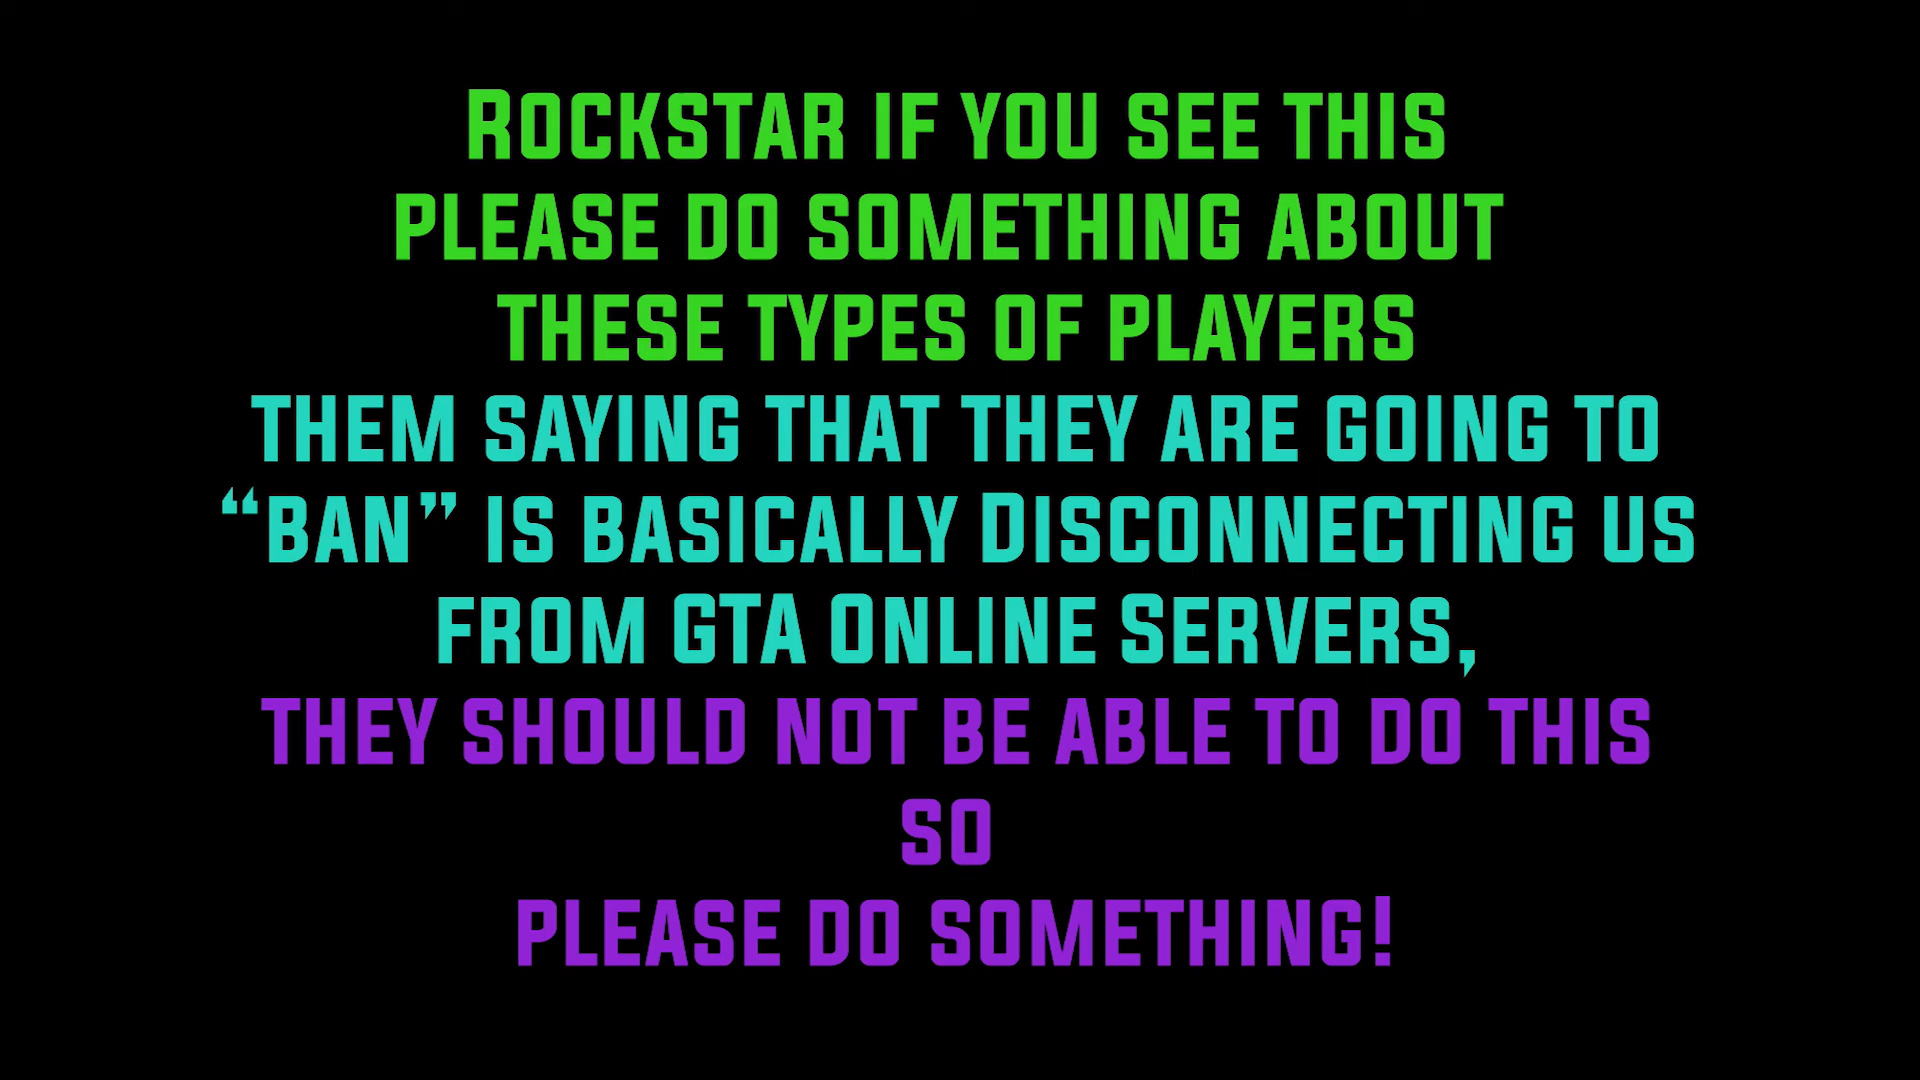 Rockstar if you see this
please do something about
these types of players
them saying that they are going to
“ban” is basically Disconnecting us
from GTA Online Servers,
they should not be able to do this
so
please do something!